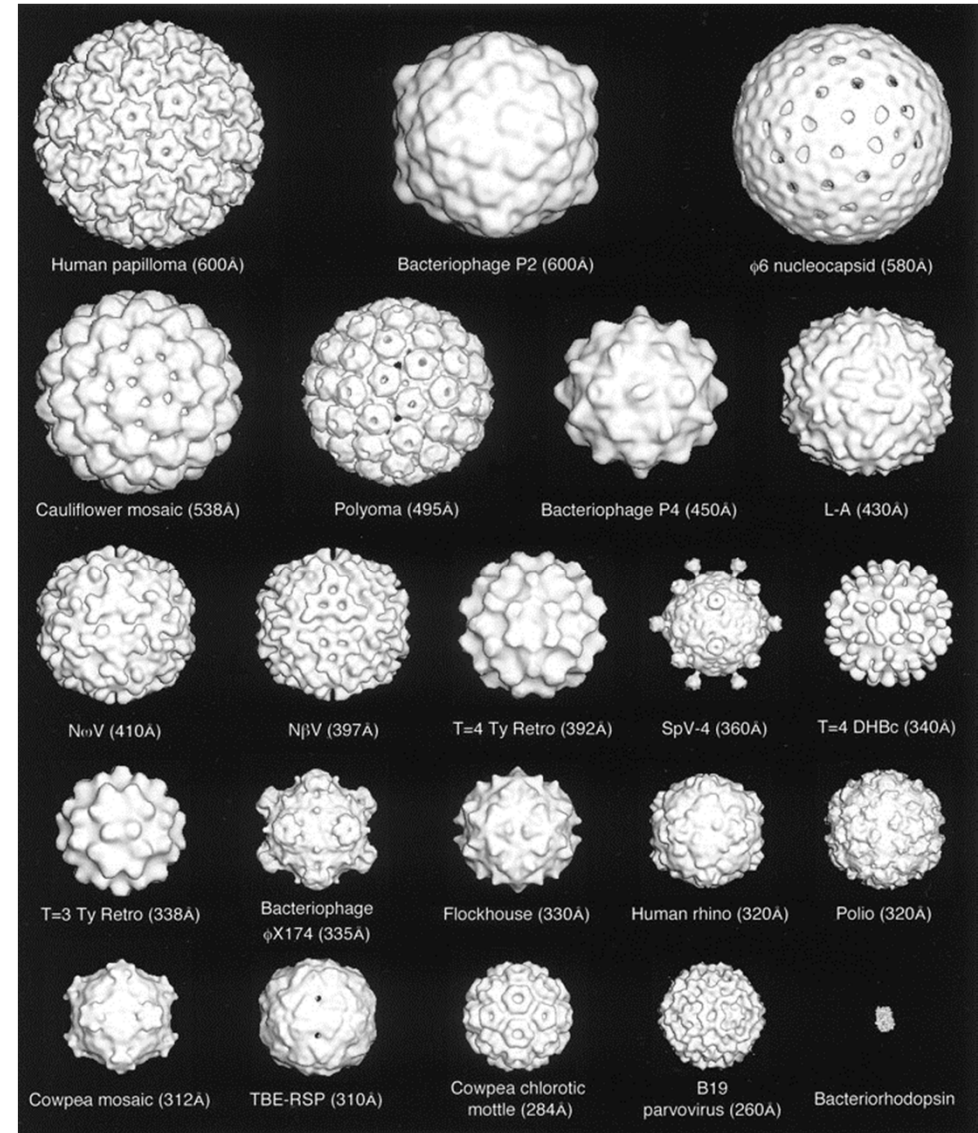 Human papilloma (600Å)
Bacteriophage P2 (600Å)
ϕ6 nucleocapsid (580Å)
Cauliflower mosaic (538Å)
Polyoma (495Å)
Bacteriophage P4 (450Å)
L-A (430Å)
NωV (410Å)
NβV (397Å)
T=4 Ty Retro (392Å)
SpV-4 (360Å)
T=4 DHBc (340Å)
T=3 Ty Retro (338Å)
Bacteriophage
ϕX174 (335Å)
Flockhouse (330Å)
Human rhino (320Å)
Polio (320Å)
Cowpea mosaic (312Å)
TBE-RSP (310Å)
Cowpea chlorotic
mottle (284Å)
B19
parvovirus (260Å)
Bacteriorhodopsin